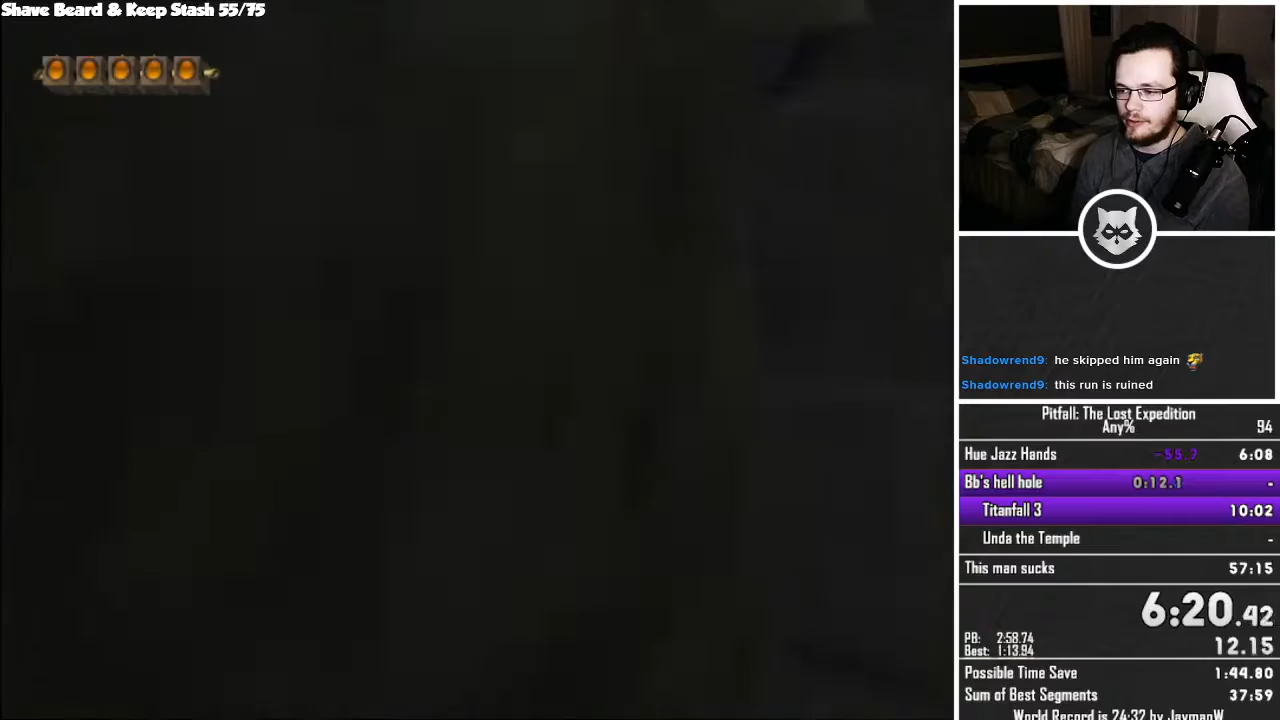 Shave Beard & Keep Stash 55/75
Shadowrend9: he skipped him again
Shadowrend9: this run is ruined
Pitfall: The Lost Expedition
Any% 94
Hue Jazz Hands -55.7 6:08
Bb's hell hole 0:12.1 -
Titanfall 3 10:02
Unda the Temple -
This man sucks 57:15
6:20.42
PB: 2:58.74
Best: 1:13.94
12.15
Possible Time Save 1:44.80
Sum of Best Segments 37:59
World Record is 24:32 by JaymanW